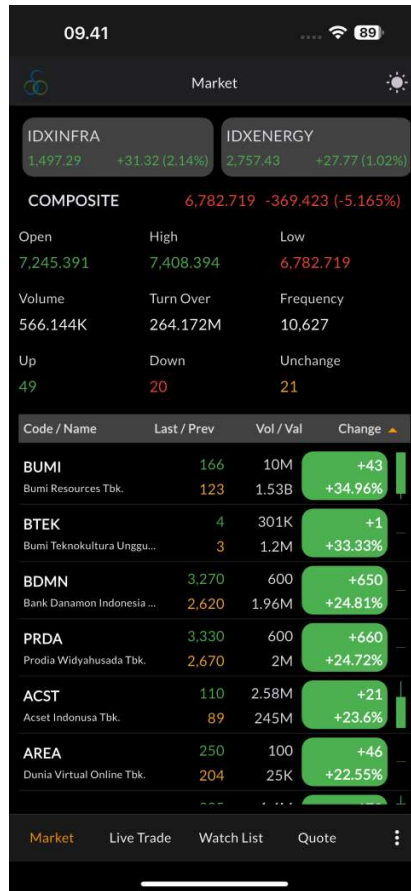 09.41
89
Market
IDXINFRA
1,497.29 +31.32 (2.14%)
IDXENERGY
2,757.43 +27.77 (1.02%)
COMPOSITE 6,782.719 -369.423 (-5.165%)
Open High Low
7,245.391 7,408.394 6,782.719
Volume Turn Over Frequency
566.144K 264.172M 10,627
Up Down Unchange
49 20 21
Code / Name Last / Prev Vol / Val Change
BUMI 166 10M +43
Bumi Resources Tbk. 123 1.53B +34.96%
BTEK 4 301K +1
Bumi Teknokultura Unggu... 3 1.2M +33.33%
BDMN 3,270 600 +650
Bank Danamon Indonesia ... 2,620 1.96M +24.81%
PRDA 3,330 600 +660
Prodia Widyahusada Tbk. 2,670 2M +24.72%
ACST 110 2.58M +21
Acset Indonusa Tbk. 89 245M +23.6%
AREA 250 100 +46
Dunia Virtual Online Tbk. 204 25K +22.55%
Market Live Trade Watch List Quote